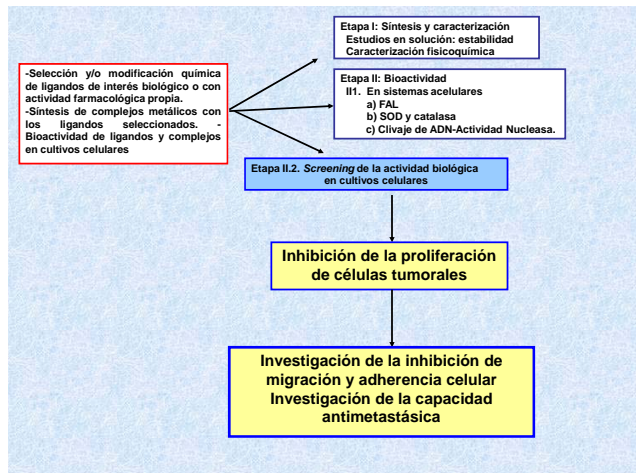 -Selección y/o modificación química
de ligandos de interés biológico o con
actividad farmacológica propia.
-Síntesis de complejos metálicos con
los ligandos seleccionados. -
Bioactividad de ligandos y complejos
en cultivos celulares
Etapa I: Síntesis y caracterización
Estudios en solución: estabilidad
Caracterización fisicoquímica
Etapa II: Bioactividad
II1. En sistemas acelulares
a) FAL
b) SOD y catalasa
c) Clivaje de ADN-Actividad Nucleasa.
Etapa II.2. Screening de la actividad biológica
en cultivos celulares
Inhibición de la proliferación
de células tumorales
Investigación de la inhibición de
migración y adherencia celular
Investigación de la capacidad
antimetastásica